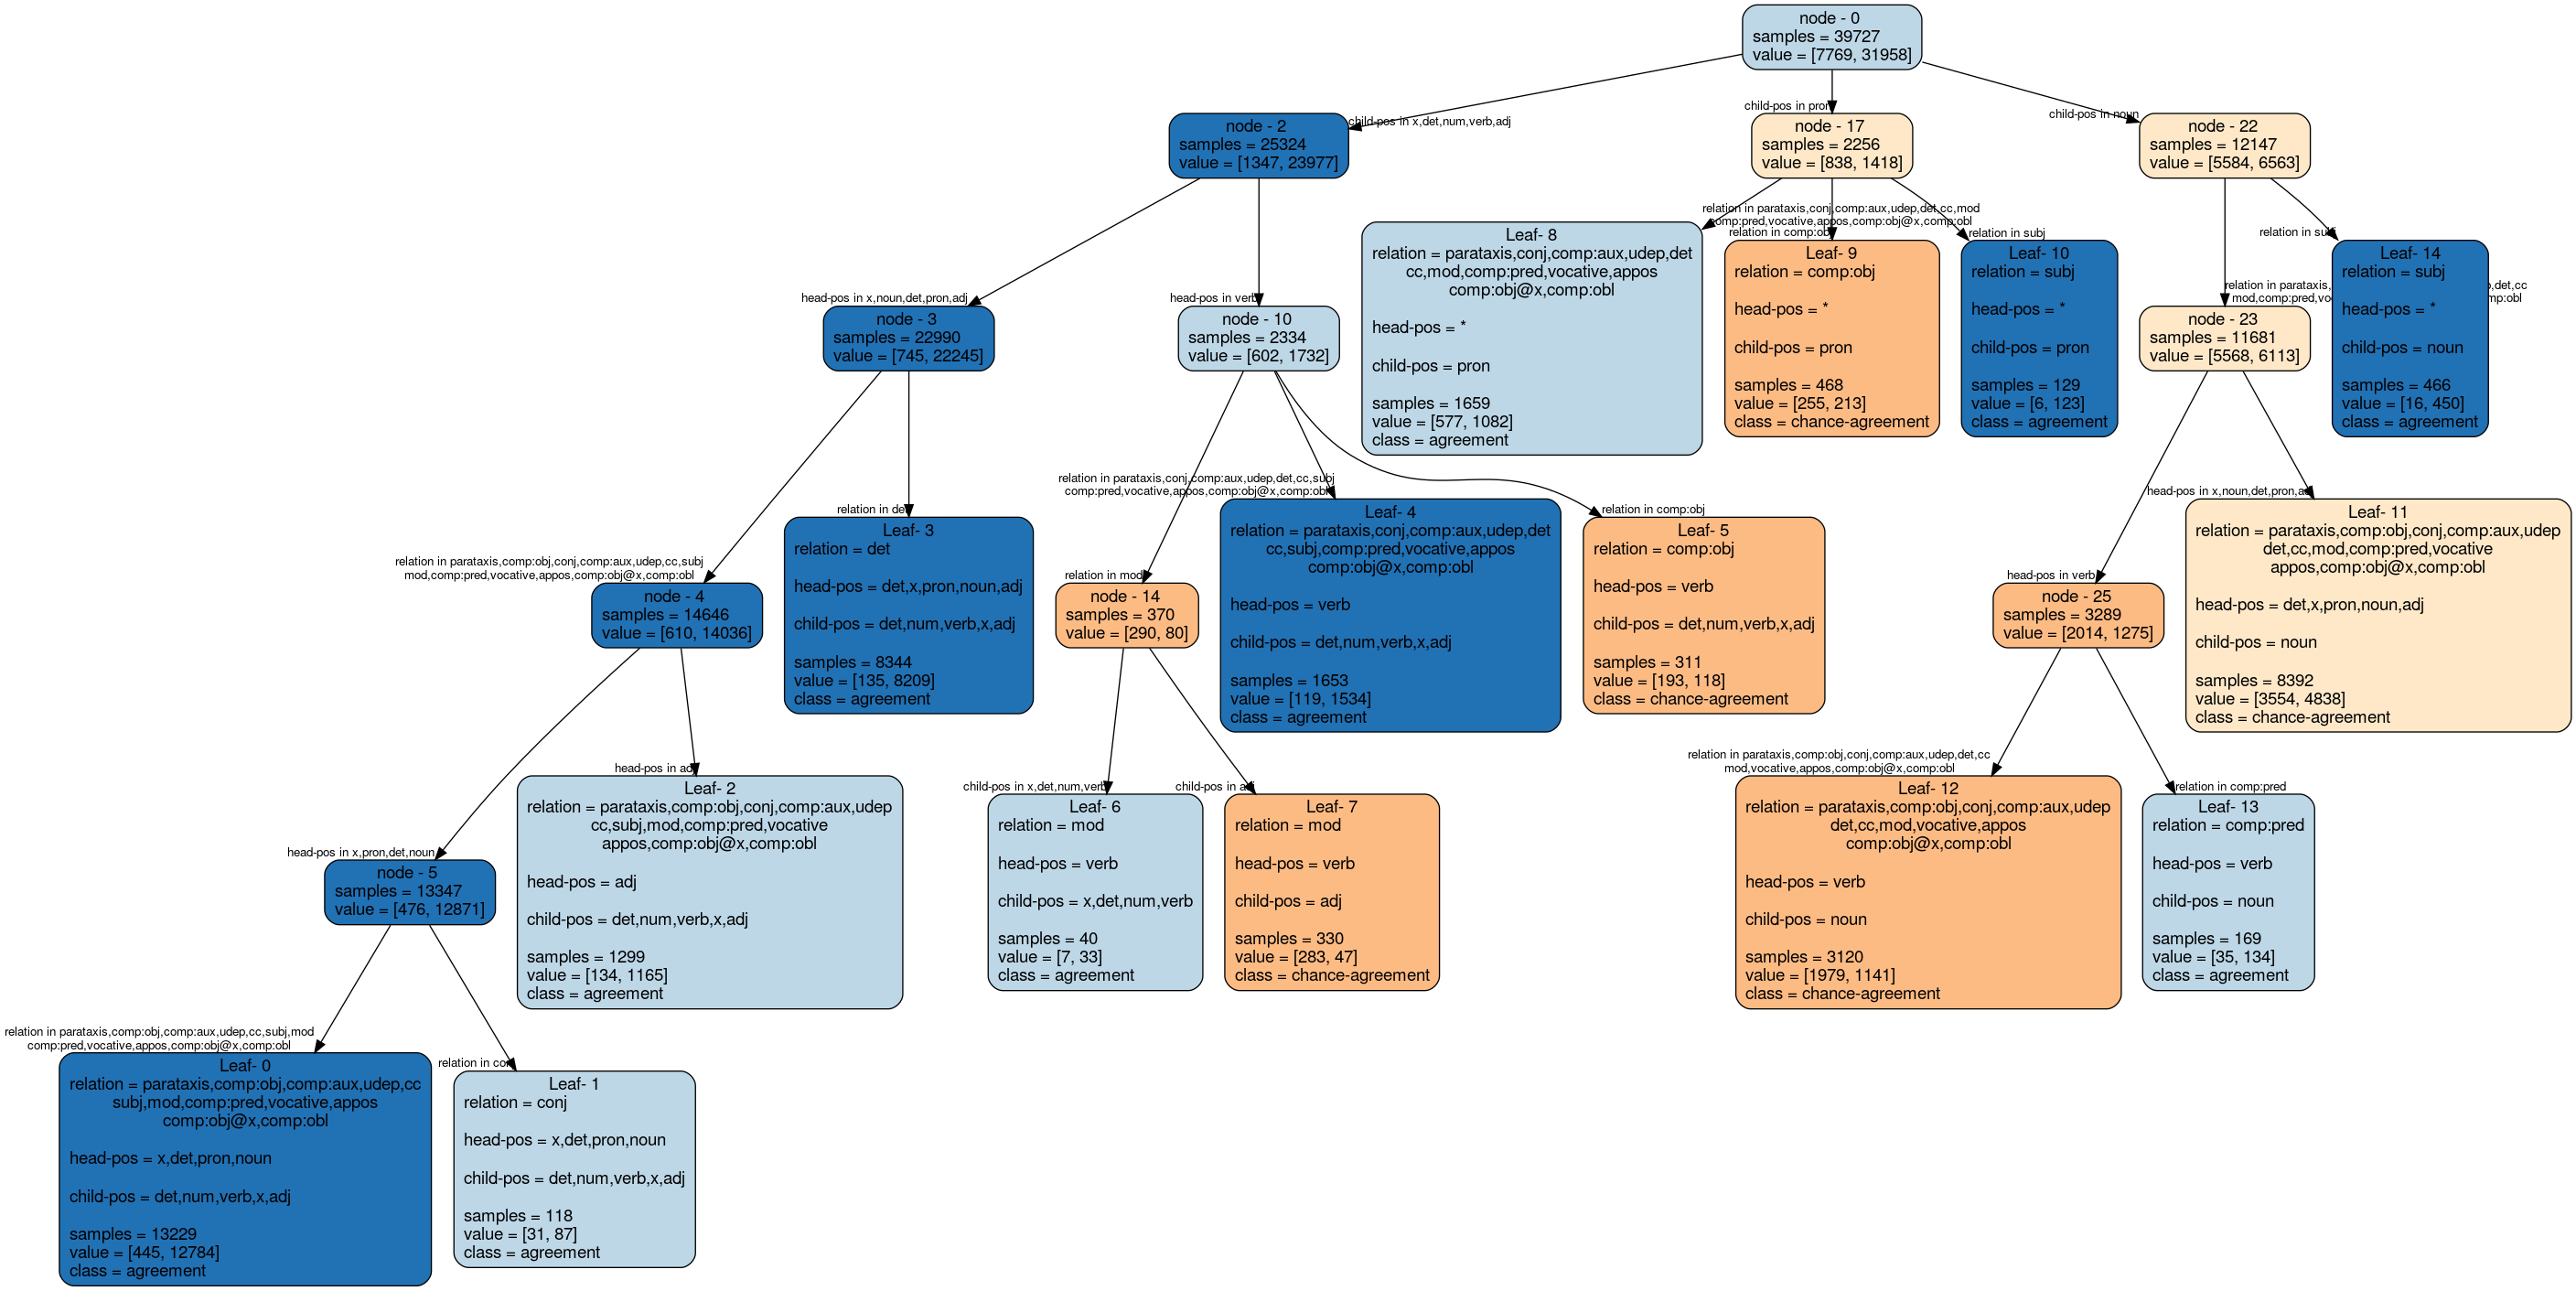 node - 0
samples = 39727
value = [7769, 31958]
child-pos in x,det,num,verb,adj
child-pos in pron
child-pos in noun
node - 2
samples = 25324
value = [1347, 23977]
node - 17
samples = 2256
value = [838, 1418]
node - 22
samples = 12147
value = [5584, 6563]
relation in parataxis,conj,comp:aux,udep,det,cc,mod
comp:pred,vocative,appos,comp:obj@x,comp:obl
relation in comp:obj
relation in subj
relation in subj
Leaf- 8
relation = parataxis,conj,comp:aux,udep,det
cc,mod,comp:pred,vocative,appos
comp:obj@x,comp:obl
head-pos = *
child-pos = pron
samples = 1659
value = [577, 1082]
class = agreement
Leaf- 9
relation = comp:obj
head-pos = *
child-pos = pron
samples = 468
value = [255, 213]
class = chance-agreement
Leaf- 10
relation = subj
head-pos = *
child-pos = pron
samples = 129
value = [6, 123]
class = agreement
Leaf- 14
relation = subj
head-pos = *
child-pos = noun
samples = 466
value = [16, 450]
class = agreement
relation in parataxis,
head-pos in x,noun,det,pron,adj
head-pos in verb
node - 3
samples = 22990
value = [745, 22245]
node - 10
samples = 2334
value = [602, 1732]
node - 23
samples = 11681
value = [5568, 6113]
relation in parataxis,comp:obj,conj,comp:aux,udep,cc,subj
mod,comp:pred,vocative,appos,comp:obj@x,comp:obl
relation in det
relation in mod
relation in parataxis,conj,comp:aux,udep,det,cc,subj
comp:pred,vocative,appos,comp:obj@x,comp:obl
relation in comp:obj
head-pos in verb
head-pos in x,noun,det,pron,adj
node - 4
samples = 14646
value = [610, 14036]
Leaf- 3
relation = det
head-pos = det,x,pron,noun,adj
child-pos = det,num,verb,x,adj
samples = 8344
value = [135, 8209]
class = agreement
node - 14
samples = 370
value = [290, 80]
Leaf- 4
relation = parataxis,conj,comp:aux,udep,det
cc,subj,comp:pred,vocative,appos
comp:obj@x,comp:obl
head-pos = verb
child-pos = det,num,verb,x,adj
samples = 1653
value = [119, 1534]
class = agreement
Leaf- 5
relation = comp:obj
head-pos = verb
child-pos = det,num,verb,x,adj
samples = 311
value = [193, 118]
class = chance-agreement
node - 25
samples = 3289
value = [2014, 1275]
Leaf- 11
relation = parataxis,comp:obj,conj,comp:aux,udep
det,cc,mod,comp:pred,vocative
appos,comp:obj@x,comp:obl
head-pos = det,x,pron,noun,adj
child-pos = noun
samples = 8392
value = [3554, 4838]
class = chance-agreement
head-pos in x,pron,det,noun
head-pos in adj
child-pos in x,det,num,verb
child-pos in adj
relation in parataxis,comp:obj,conj,comp:aux,udep,det,cc
mod,vocative,appos,comp:obj@x,comp:obl
relation in comp:pred
node - 5
samples = 13347
value = [476, 12871]
Leaf- 2
relation = parataxis,comp:obj,conj,comp:aux,udep
cc,subj,mod,comp:pred,vocative
appos,comp:obj@x,comp:obl
head-pos = adj
child-pos = det,num,verb,x,adj
samples = 1299
value = [134, 1165]
class = agreement
Leaf- 6
relation = mod
head-pos = verb
child-pos = x,det,num,verb
samples = 40
value = [7, 33]
class = agreement
Leaf- 7
relation = mod
head-pos = verb
child-pos = adj
samples = 330
value = [283, 47]
class = chance-agreement
Leaf- 12
relation = parataxis,comp:obj,conj,comp:aux,udep
det,cc,mod,vocative,appos
comp:obj@x,comp:obl
head-pos = verb
child-pos = noun
samples = 3120
value = [1979, 1141]
class = chance-agreement
Leaf- 13
relation = comp:pred
head-pos = verb
child-pos = noun
samples = 169
value = [35, 134]
class = agreement
relation in parataxis,comp:obj,comp:aux,udep,cc,subj,mod
comp:pred,vocative,appos,comp:obj@x,comp:obl
relation in conj
Leaf- 0
relation = parataxis,comp:obj,comp:aux,udep,cc
subj,mod,comp:pred,vocative,appos
comp:obj@x,comp:obl
head-pos = x,det,pron,noun
child-pos = det,num,verb,x,adj
samples = 13229
value = [445, 12784]
class = agreement
Leaf- 1
relation = conj
head-pos = x,det,pron,noun
child-pos = det,num,verb,x,adj
samples = 118
value = [31, 87]
class = agreement